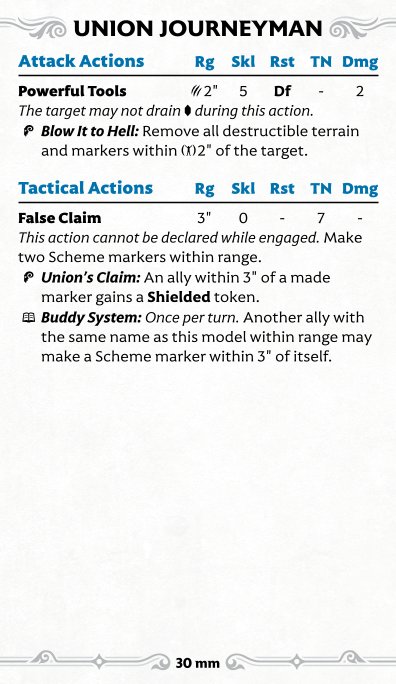 UNION JOURNEYMAN
Attack Actions Rg Skl Rst TN Dmg
Powerful Tools 2" 5 Df - 2
The target may not drain during this action.
Blow It to Hell: Remove all destructible terrain
and markers within 2" of the target.
Tactical Actions Rg Skl Rst TN Dmg
False Claim 3" 0 - 7 -
This action cannot be declared while engaged. Make
two Scheme markers within range.
Union's Claim: An ally within 3" of a made
marker gains a Shielded token.
Buddy System: Once per turn. Another ally with
the same name as this model within range may
make a Scheme marker within 3" of itself.
30 mm